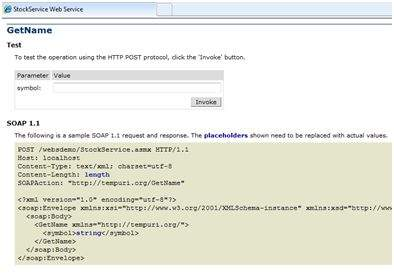 StockService Web Service
GetName
Test
To test the operation using the HTTP POST protocol, click the 'Invoke' button.
Parameter Value
symbol:
Invoke
SOAP 1.1
The following is a sample SOAP 1.1 request and response. The placeholders shown need to be replaced with actual values.
POST /websdemo/StockService.asmx HTTP/1.1
Host: localhost
Content-Type: text/xml; charset=utf-8
Content-Length: length
SOAPAction: "http://tempuri.org/GetName"
<?xml version="1.0" encoding="utf-8"?>
<soap:Envelope xmlns:xsi="http://www.w3.org/2001/XMLSchema-instance" xmlns:xsd="http://www
<soap:Body>
<GetName xmlns="http://tempuri.org/">
<symbol>string</symbol>
</GetName>
</soap:Body>
</soap:Envelope>